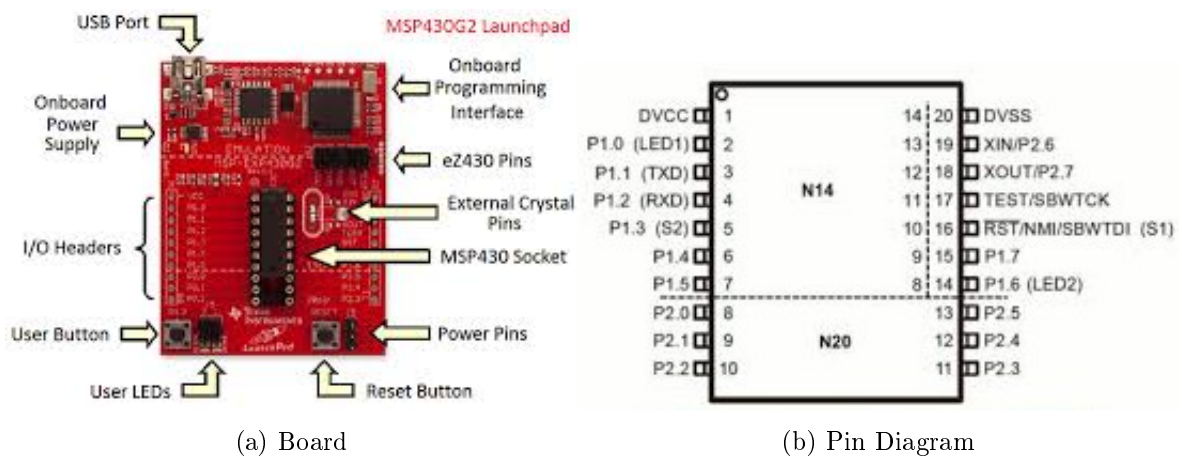 USB Port
MSP430G2 Launchpad
Onboard
Programming
Interface
Onboard
Power
Supply
EMULATION
eZ430 Pins
External Crystal
Pins
I/O Headers
MSP430 Socket
User Button
Power Pins
User LEDs
Reset Button
(a) Board
DVCC 1 14 20 DVSS
P1.0 (LED1) 2 13 19 XIN/P2.6
P1.1 (TXD) 3 N14 12 18 XOUT/P2.7
P1.2 (RXD) 4 11 17 TEST/SBWTCK
P1.3 (S2) 5 10 16 RST/NMI/SBWTDI (S1)
P1.4 6 9 15 P1.7
P1.5 7 8 14 P1.6 (LED2)
P2.0 8 13 P2.5
P2.1 9 N20 12 P2.4
P2.2 10 11 P2.3
(b) Pin Diagram